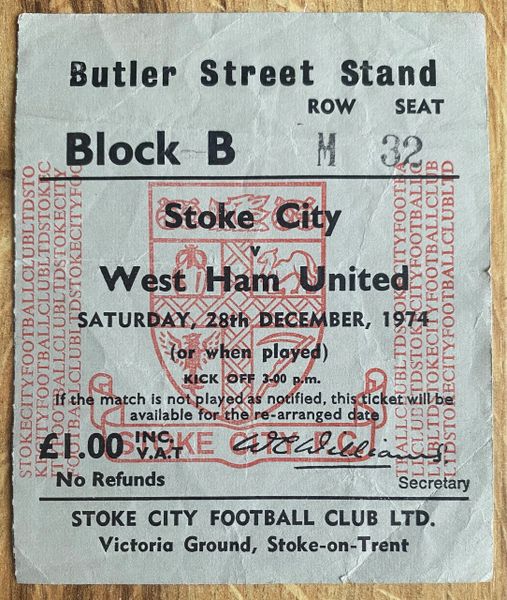 Butler Street Stand
ROW SEAT
Block B M 32
Stoke City
v
West Ham United
SATURDAY, 28th DECEMBER, 1974
(or when played)
KICK OFF 3-00 p.m.
If the match is not played as notified, this ticket will be
available for the re-arranged date
£1.00 INC. V.A.T
STOKE CITY F.C.
W C Williams
No Refunds
Secretary
STOKE CITY FOOTBALL CLUB LTD.
Victoria Ground, Stoke-on-Trent